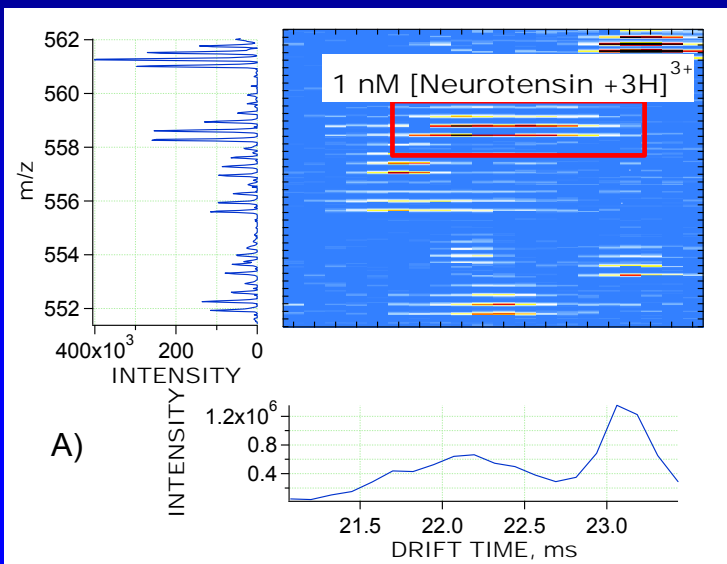 562
560
558
556
554
552
m/z
400x10³ 200 0
INTENSITY
1 nM [Neurotensin +3H]³⁺
A)
INTENSITY
1.2x10⁶
0.8
0.4
21.5 22.0 22.5 23.0
DRIFT TIME, ms